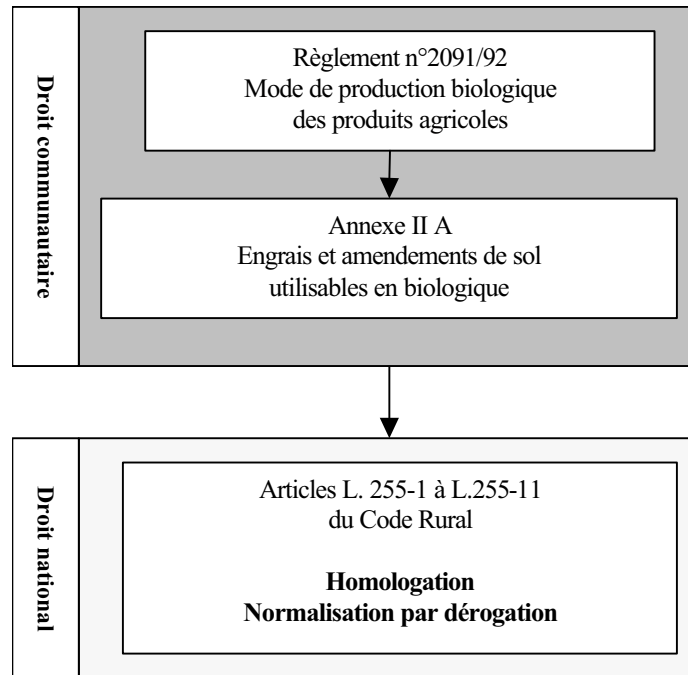 Droit communautaire
Règlement n°2091/92
Mode de production biologique
des produits agricoles
Annexe II A
Engrais et amendements de sol
utilisables en biologique
Droit national
Articles L. 255-1 à L.255-11
du Code Rural
Homologation
Normalisation par dérogation